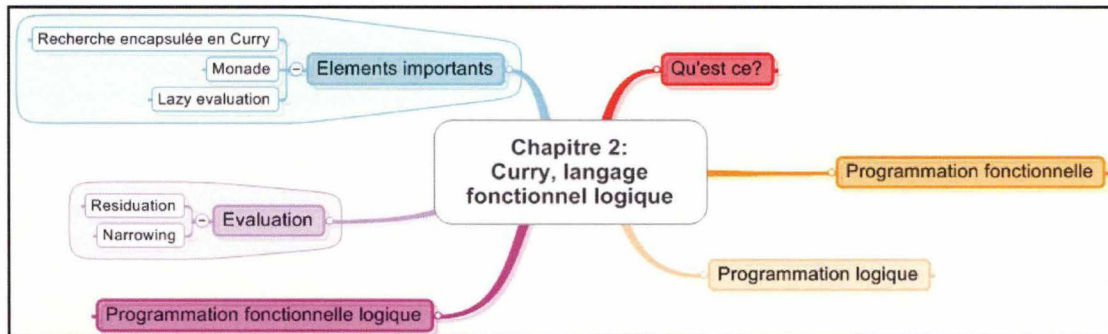 Chapitre 2:
Curry, langage
fonctionnel logique
Qu'est ce?
Programmation fonctionnelle
Programmation logique
Programmation fonctionnelle logique
Evaluation
Residuation
Narrowing
Elements importants
Recherche encapsulée en Curry
Monade
Lazy evaluation